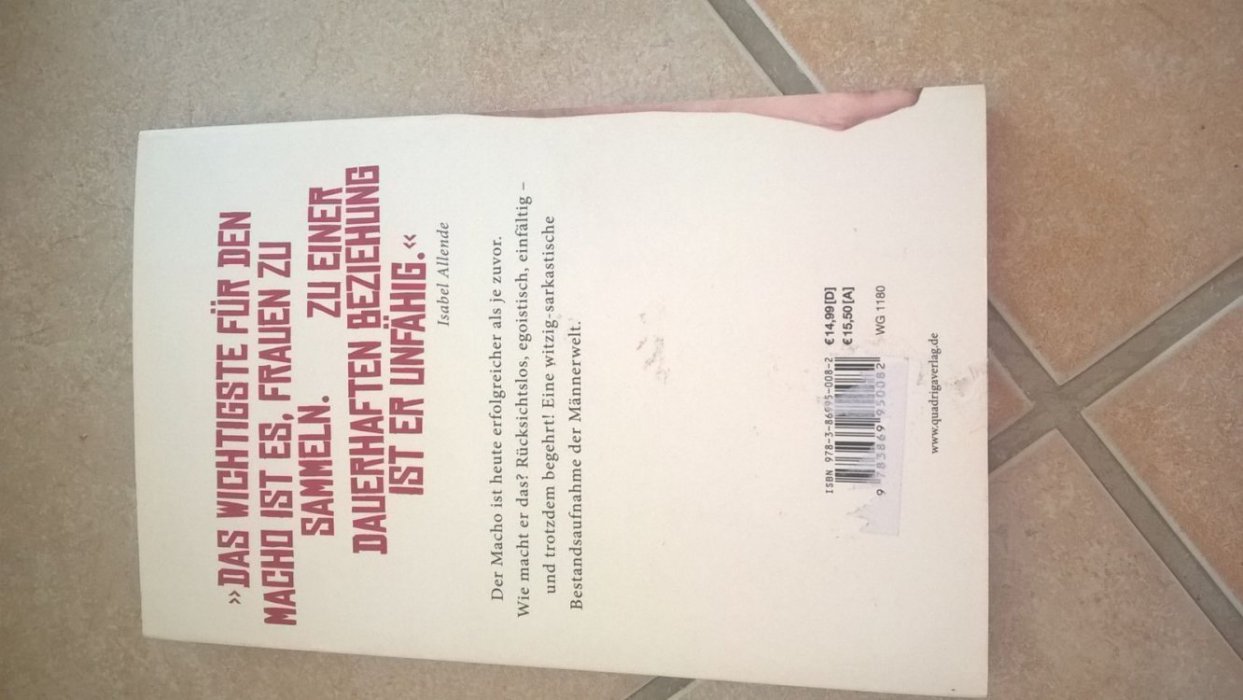 »DAS WICHTIGSTE FÜR DEN
MACHO IST ES, FRAUEN ZU
SAMMELN. ZU EINER
DAUERHAFTEN BEZIEHUNG
IST ER UNFÄHIG.«
Isabel Allende
Der Macho ist heute erfolgreicher als je zuvor.
Wie macht er das? Rücksichtslos, egoistisch, einfältig –
und trotzdem begehrt! Eine witzig-sarkastische
Bestandsaufnahme der Männerwelt.
ISBN 978-3-86995-008-2
€ 14,99 [D]
€ 15,50 [A]
9 783869 950082
WG 1180
www.quadrigaverlag.de